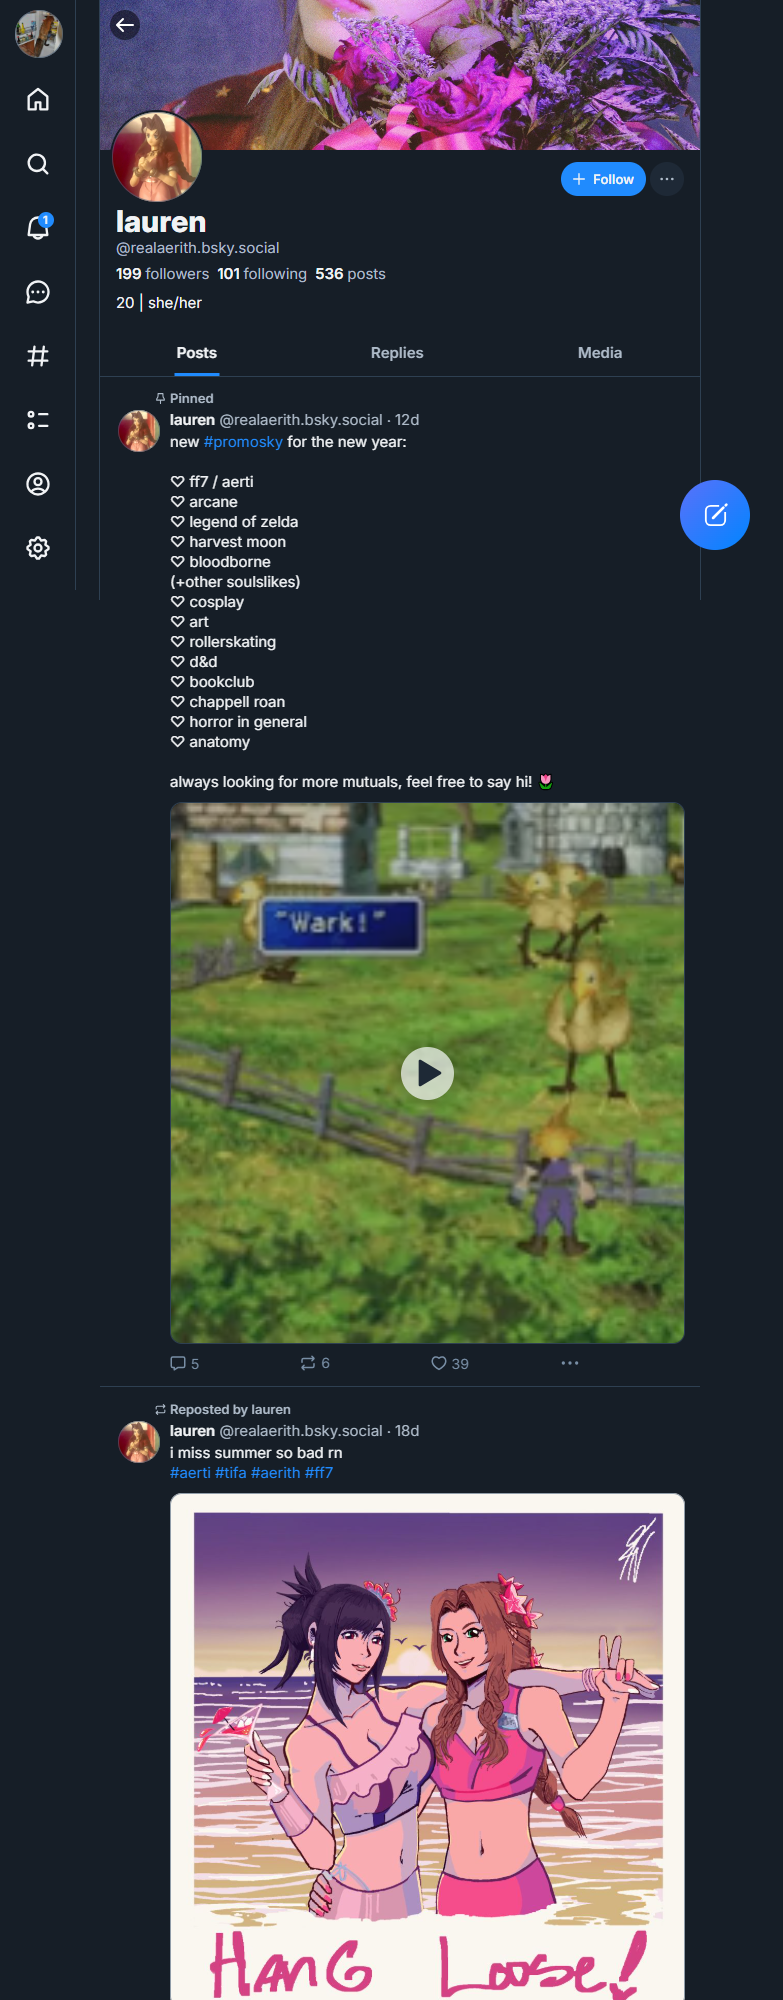 1
Follow
lauren
@realaerith.bsky.social
199 followers 101 following 536 posts
20 | she/her
Posts Replies Media
Pinned
lauren @realaerith.bsky.social · 12d
new #promosky for the new year:
♡ ff7 / aerti
♡ arcane
♡ legend of zelda
♡ harvest moon
♡ bloodborne
(+other soulslikes)
♡ cosplay
♡ art
♡ rollerskating
♡ d&d
♡ bookclub
♡ chappell roan
♡ horror in general
♡ anatomy
always looking for more mutuals, feel free to say hi! 🌷
"Wark!"
5 6 39
Reposted by lauren
lauren @realaerith.bsky.social · 18d
i miss summer so bad rn
#aerti #tifa #aerith #ff7
HANG Loose!